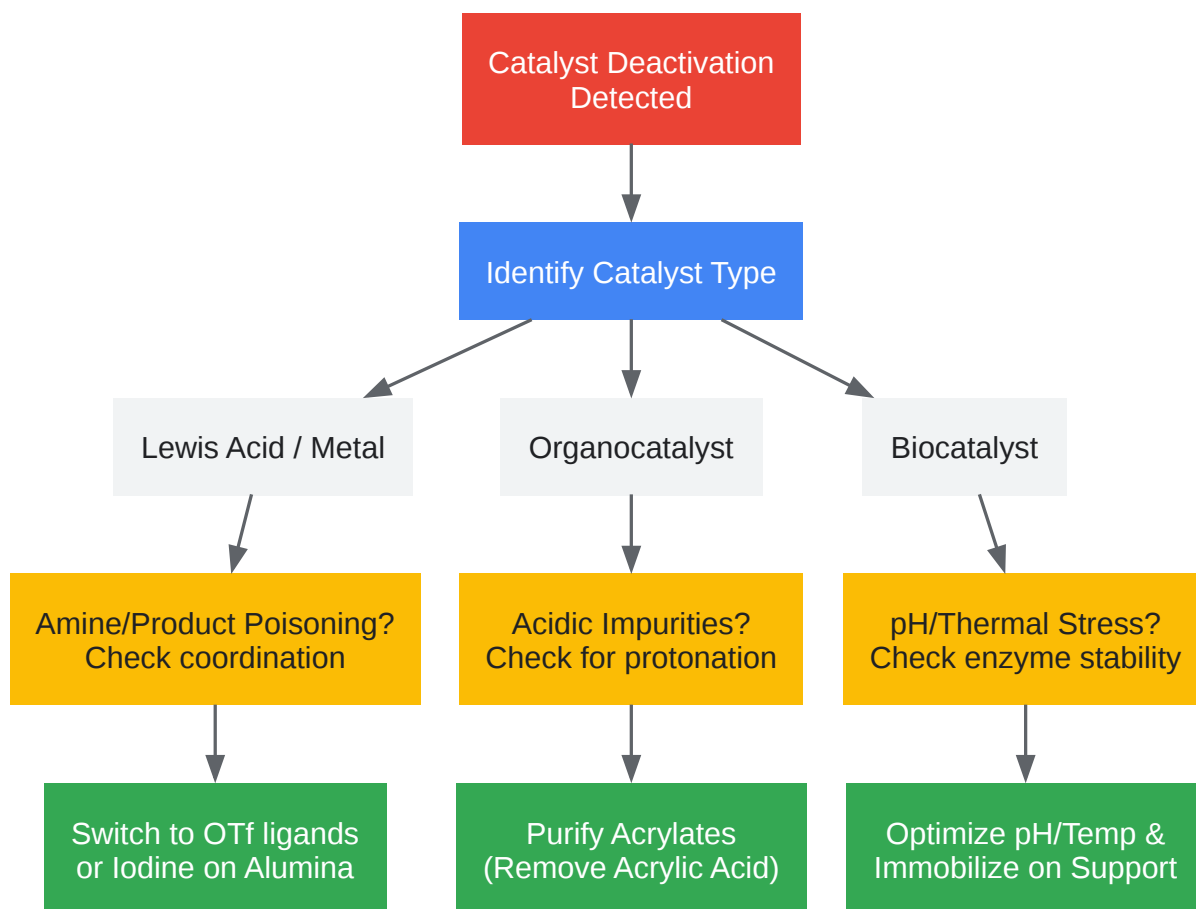 Catalyst Deactivation
Detected
Identify Catalyst Type
Lewis Acid / Metal
Organocatalyst
Biocatalyst
Amine/Product Poisoning?
Check coordination
Acidic Impurities?
Check for protonation
pH/Thermal Stress?
Check enzyme stability
Switch to OTf ligands
or Iodine on Alumina
Purify Acrylates
(Remove Acrylic Acid)
Optimize pH/Temp &
Immobilize on Support